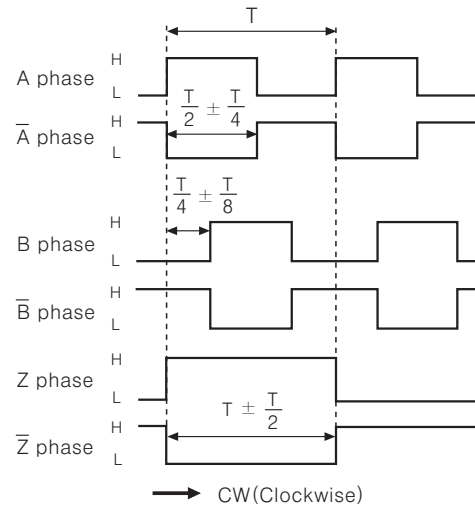 T
H
A phase
L
H
T/2 ± T/4
A̅ phase
L
T/4 ± T/8
H
B phase
L
H
B̅ phase
L
H
Z phase
L
T ± T/2
H
Z̅ phase
L
CW(Clockwise)